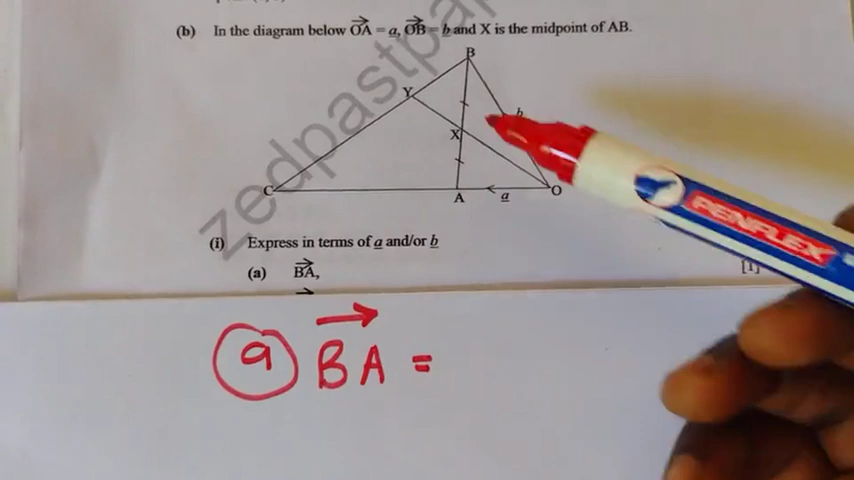 (b) In the diagram below OA = a, OB = b and X is the midpoint of AB.
B
Y
b
X
C
A
a
O
zedpastpap
(i) Express in terms of a and/or b
(a) BA,
[1]
PENFLEX
a BA =